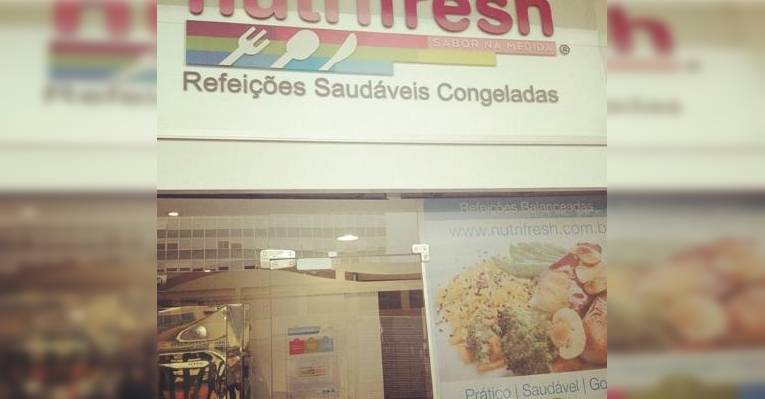 nutrifresh
SABOR NA MEDIDA ®
Refeições Saudáveis Congeladas
Refeições Balanceadas
www.nutrifresh.com.b
Prático | Saudável | Go